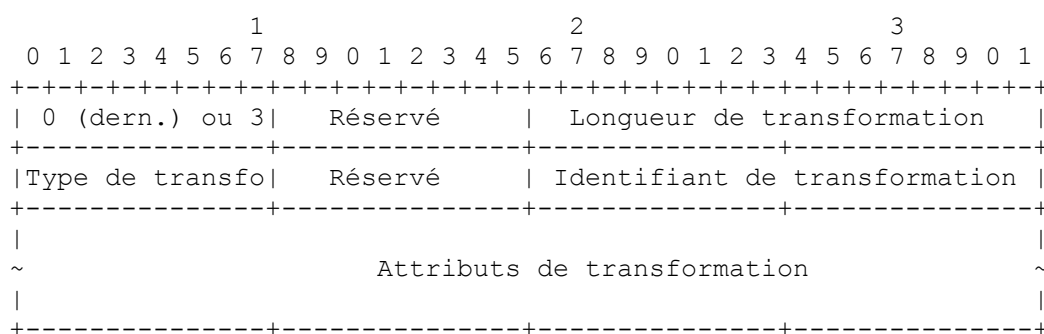 1                   2                   3
 0 1 2 3 4 5 6 7 8 9 0 1 2 3 4 5 6 7 8 9 0 1 2 3 4 5 6 7 8 9 0 1
+-+-+-+-+-+-+-+-+-+-+-+-+-+-+-+-+-+-+-+-+-+-+-+-+-+-+-+-+-+-+-+-+
| 0 (dern.) ou 3|   Réservé     |  Longueur de transformation   |
+---------------+---------------+---------------+---------------+
|Type de transfo|   Réservé     | Identifiant de transformation |
+---------------+---------------+---------------+---------------+
|                                                               |
~                      Attributs de transformation              ~
|                                                               |
+---------------+---------------+---------------+---------------+